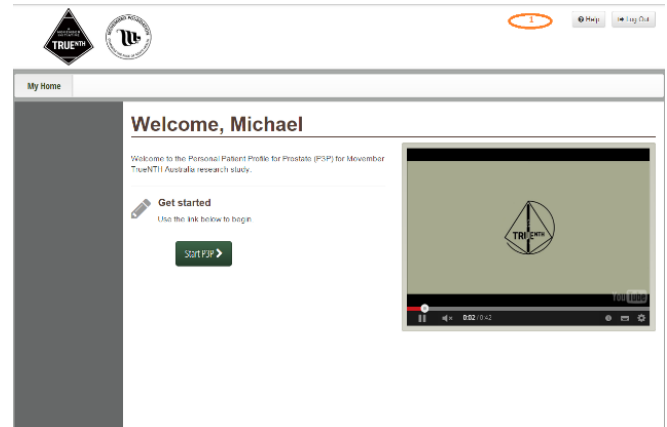 TRUENTH
1
Help
Log Out
My Home
Welcome, Michael
Welcome to the Personal Patient Profile for Prostate (P3P) for Movember
TrueNTH Australia research study.
Get started
Use the link below to begin
Start P3P
TRUENTH
You Tube
0:02 / 0:42